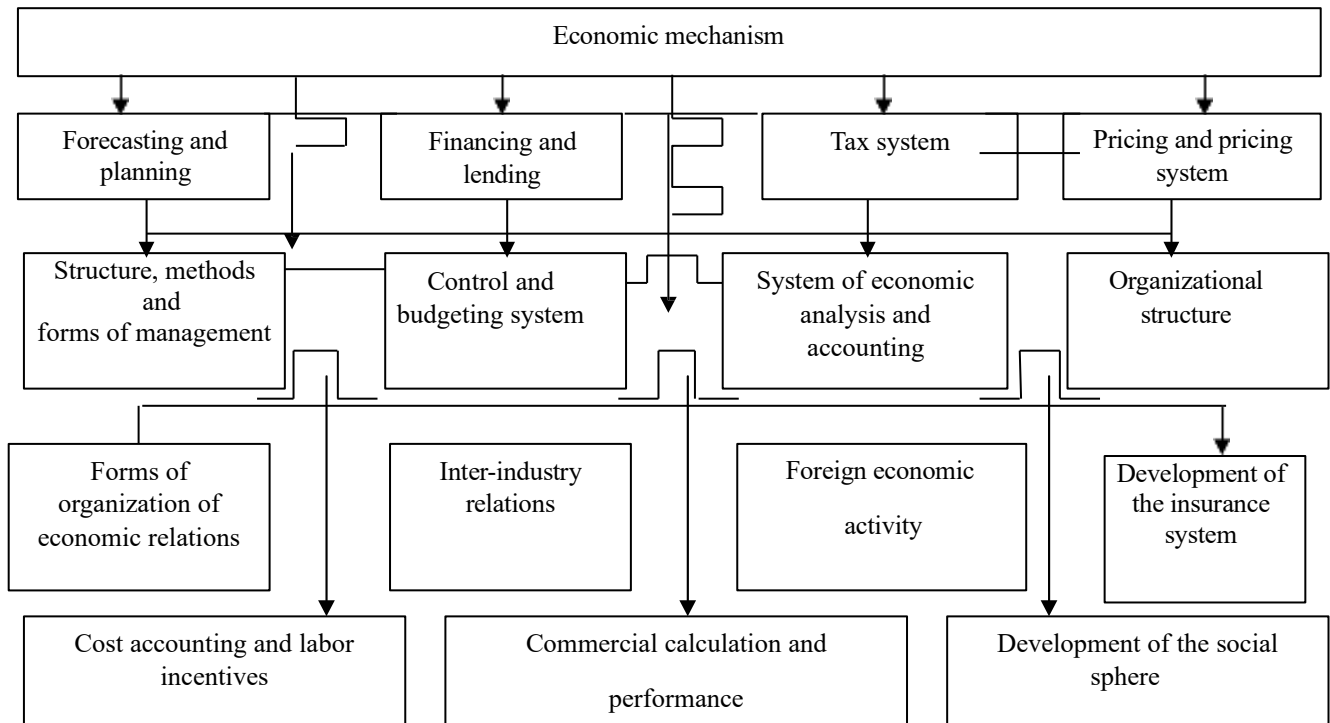 Economic mechanism
Forecasting and
planning
Financing and
lending
Tax system
Pricing and pricing
system
Structure, methods
and
forms of management
Control and
budgeting system
System of economic
analysis and
accounting
Organizational
structure
Forms of
organization of
economic relations
Inter-industry
relations
Foreign economic
activity
Development of
the insurance
system
Cost accounting and labor
incentives
Commercial calculation and
performance
Development of the social
sphere